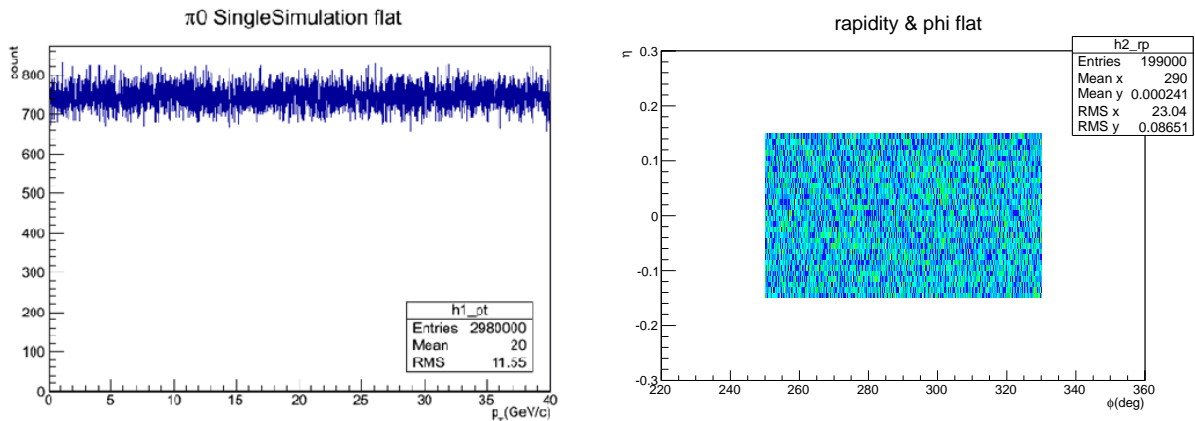 π0 SingleSimulation flat
count
800
700
600
500
400
300
200
100
0
0 5 10 15 20 25 30 35 40
p_T(GeV/c)
h1_pt
Entries 2980000
Mean 20
RMS 11.55
rapidity & phi flat
η
0.3
0.2
0.1
0
-0.1
-0.2
-0.3
220 240 260 280 300 320 340 360
ϕ(deg)
h2_rp
Entries 199000
Mean x 290
Mean y 0.000241
RMS x 23.04
RMS y 0.08651